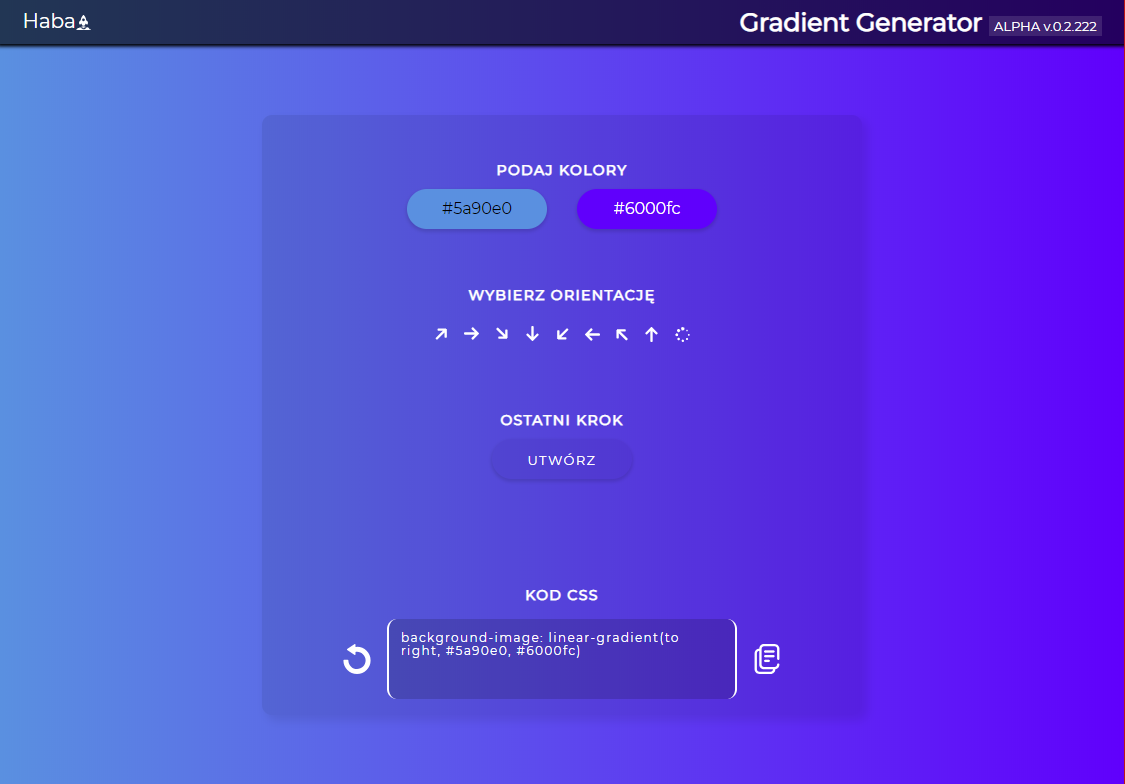 Haba
Gradient Generator ALPHA v.0.2.222
PODAJ KOLORY
#5a90e0 #6000fc
WYBIERZ ORIENTACJĘ
OSTATNI KROK
UTWÓRZ
KOD CSS
background-image: linear-gradient(to
right, #5a90e0, #6000fc)